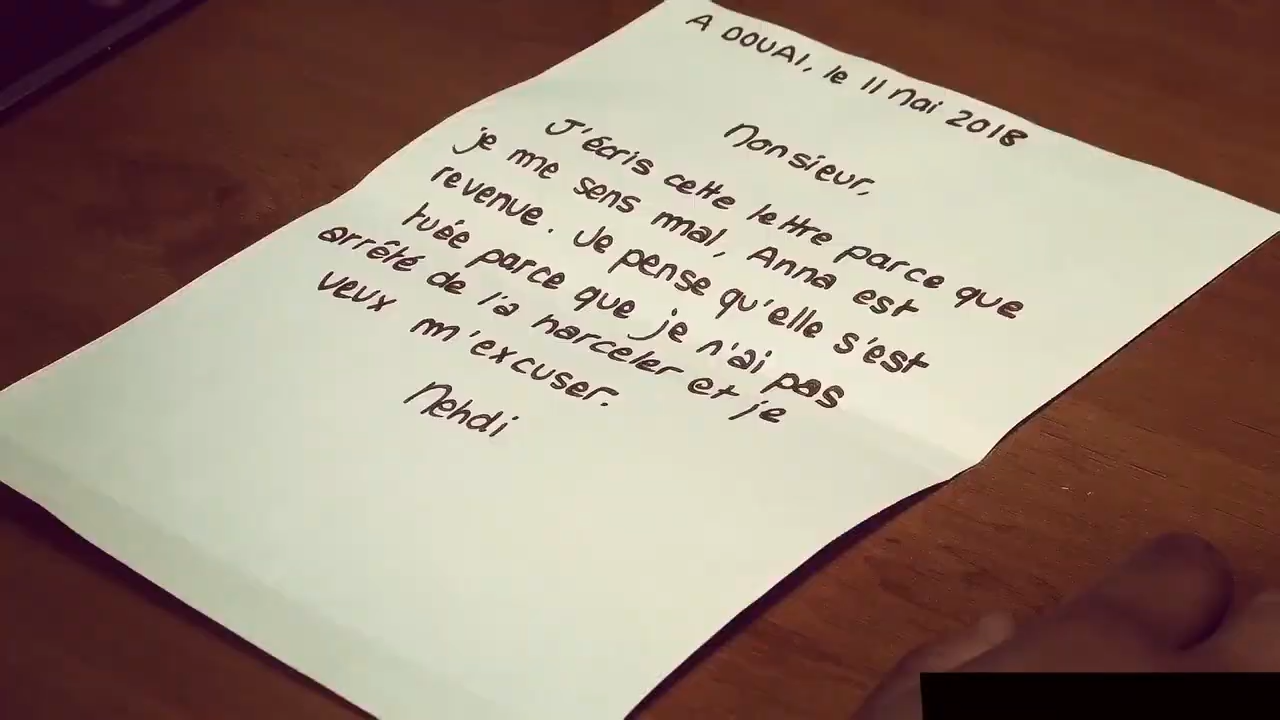 A DOUAI, le 11 Mai 2018
Monsieur,
J'écris cette lettre parce que
je me sens mal, Anna est
revenue. Je pense qu'elle s'est
tuée parce que je n'ai pas
arrêté de l'a harceler et je
veux m'excuser.
Mehdi